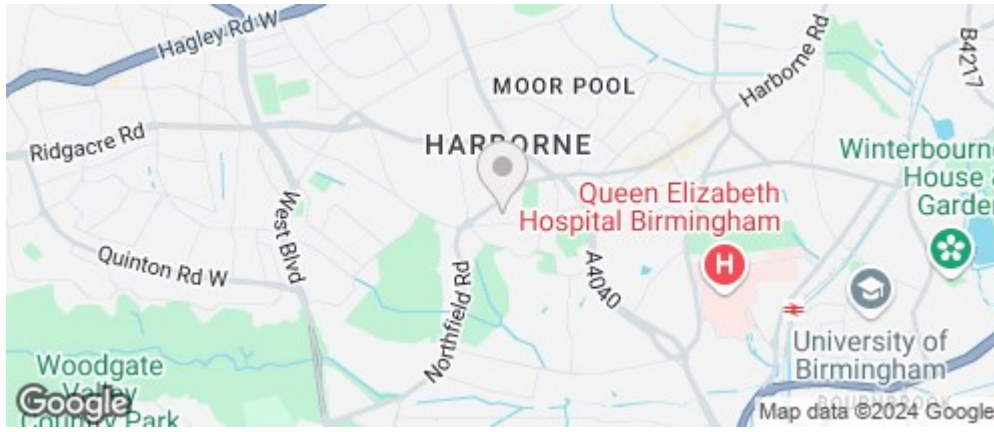 Hagley Rd W
MOOR POOL
Harborne Rd
B4217
Ridgacre Rd
HARBORNE
Winterbourne
House &
Garden
Queen Elizabeth
Hospital Birmingham
H
West Blvd
Quinton Rd W
A4040
Northfield Rd
University of
Birmingham
Woodgate
Valley
Country Park
Google
BOURNBROOK
Map data ©2024 Google